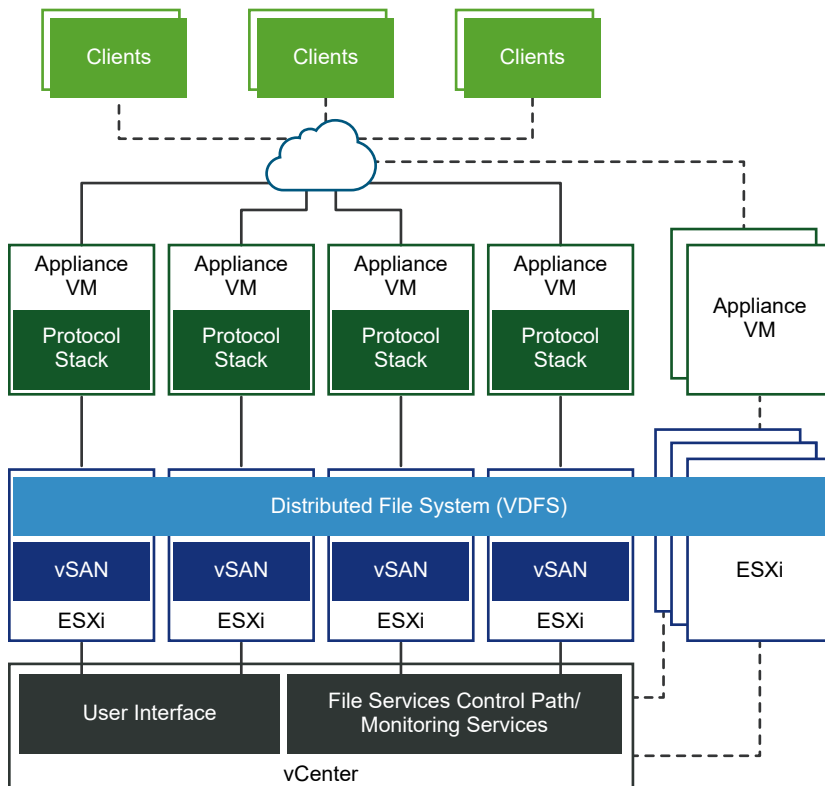 Clients
Clients
Clients
Appliance
VM
Protocol
Stack
Appliance
VM
Protocol
Stack
Appliance
VM
Protocol
Stack
Appliance
VM
Protocol
Stack
Appliance
VM
Distributed File System (VDFS)
vSAN
vSAN
vSAN
vSAN
ESXi
ESXi
ESXi
ESXi
ESXi
User Interface
File Services Control Path/
Monitoring Services
vCenter